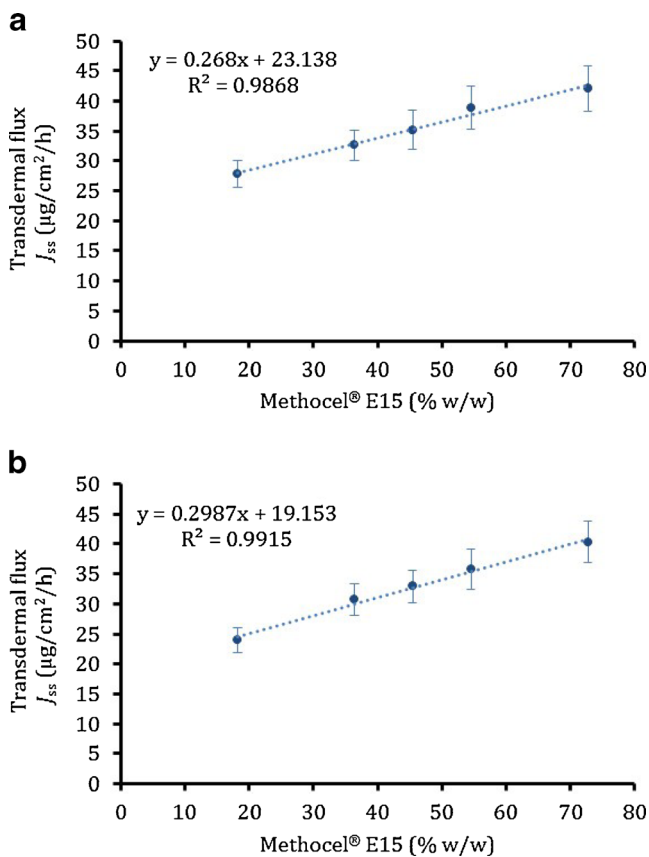 a
y = 0.268x + 23.138
R² = 0.9868
Transdermal flux
Jss (µg/cm²/h)
50
45
40
35
30
25
20
15
10
5
0
0 10 20 30 40 50 60 70 80
Methocel® E15 (% w/w)
b
y = 0.2987x + 19.153
R² = 0.9915
Transdermal flux
Jss (µg/cm²/h)
50
45
40
35
30
25
20
15
10
5
0
0 10 20 30 40 50 60 70 80
Methocel® E15 (% w/w)